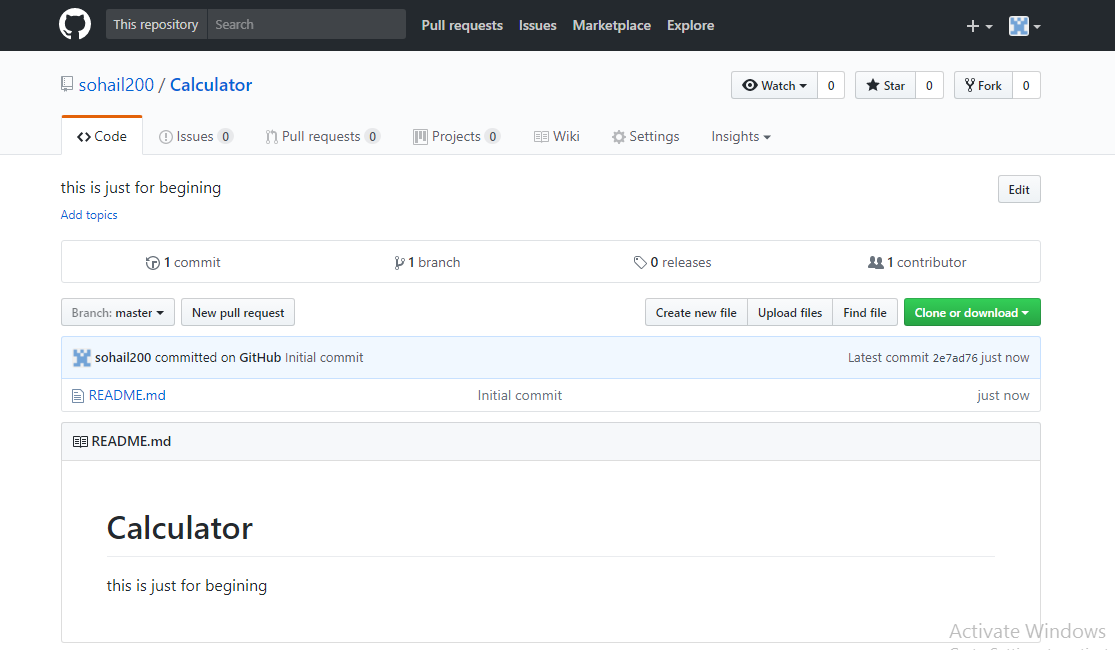 This repository Search Pull requests Issues Marketplace Explore
sohail200 / Calculator Watch 0 Star 0 Fork 0
Code Issues 0 Pull requests 0 Projects 0 Wiki Settings Insights
this is just for begining Edit
Add topics
1 commit 1 branch 0 releases 1 contributor
Branch: master New pull request Create new file Upload files Find file Clone or download
sohail200 committed on GitHub Initial commit Latest commit 2e7ad76 just now
README.md Initial commit just now
README.md
Calculator
this is just for begining
Activate Windows